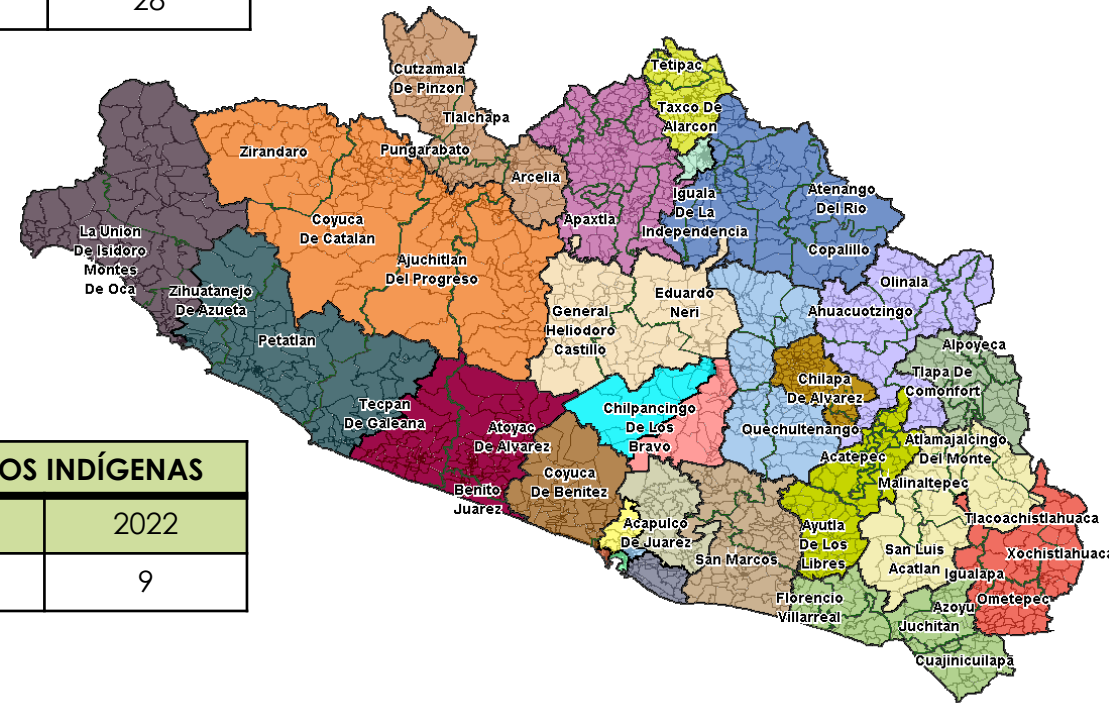 28
Cutzamala
De Pinzon
Tetipac
Tlalchapa
Taxco De
Alarcon
Zirandaro
Pungarabato
Arcelia
Coyuca
De Catalan
Apaxtla
Iguala
De La
Independencia
Atenango
Del Rio
Copalillo
La Union
De Isidoro
Montes
De Oca
Ajuchitlan
Del Progreso
Zihuatanejo
De Azueta
Petatlan
General
Heliodoro
Castillo
Eduardo
Neri
Olinala
Ahuacuotzingo
Alpoyeca
Tlapa De
Comonfort
Chilapa
De Alvarez
Tecpan
De Galeana
Atoyac
De Alvarez
Chilpancingo
De Los
Bravo
Quechultenango
Atlamajalcingo
Del Monte
Acatepec
Malinaltepec
Coyuca
De Benitez
Benito
Juarez
Acapulco
De Juarez
San Marcos
Ayutla
De Los
Libres
San Luis
Acatlan
Tlacoachistlahuaca
Xochistlahuaca
Igualapa
Ometepec
Florencio
Villarreal
Azoyu
Juchitan
Cuajinicuilapa
OS INDÍGENAS
2022
9